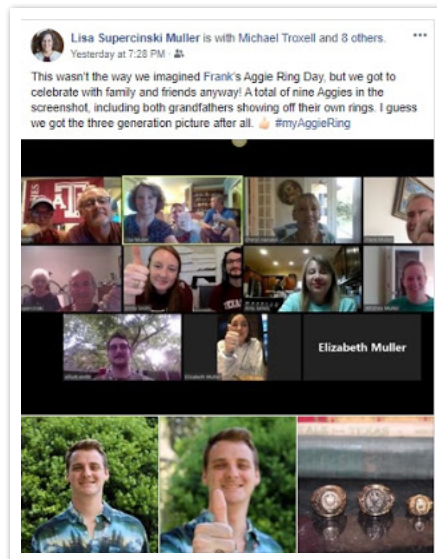 Lisa Supercinski Muller is with Michael Troxell and 8 others.
Yesterday at 7:28 PM ·
This wasn't the way we imagined Frank's Aggie Ring Day, but we got to
celebrate with family and friends anyway! A total of nine Aggies in the
screenshot, including both grandfathers showing off their own rings. I guess
we got the three generation picture after all. 👍🏻 #myAggieRing
Elizabeth Muller
Elizabeth Muller